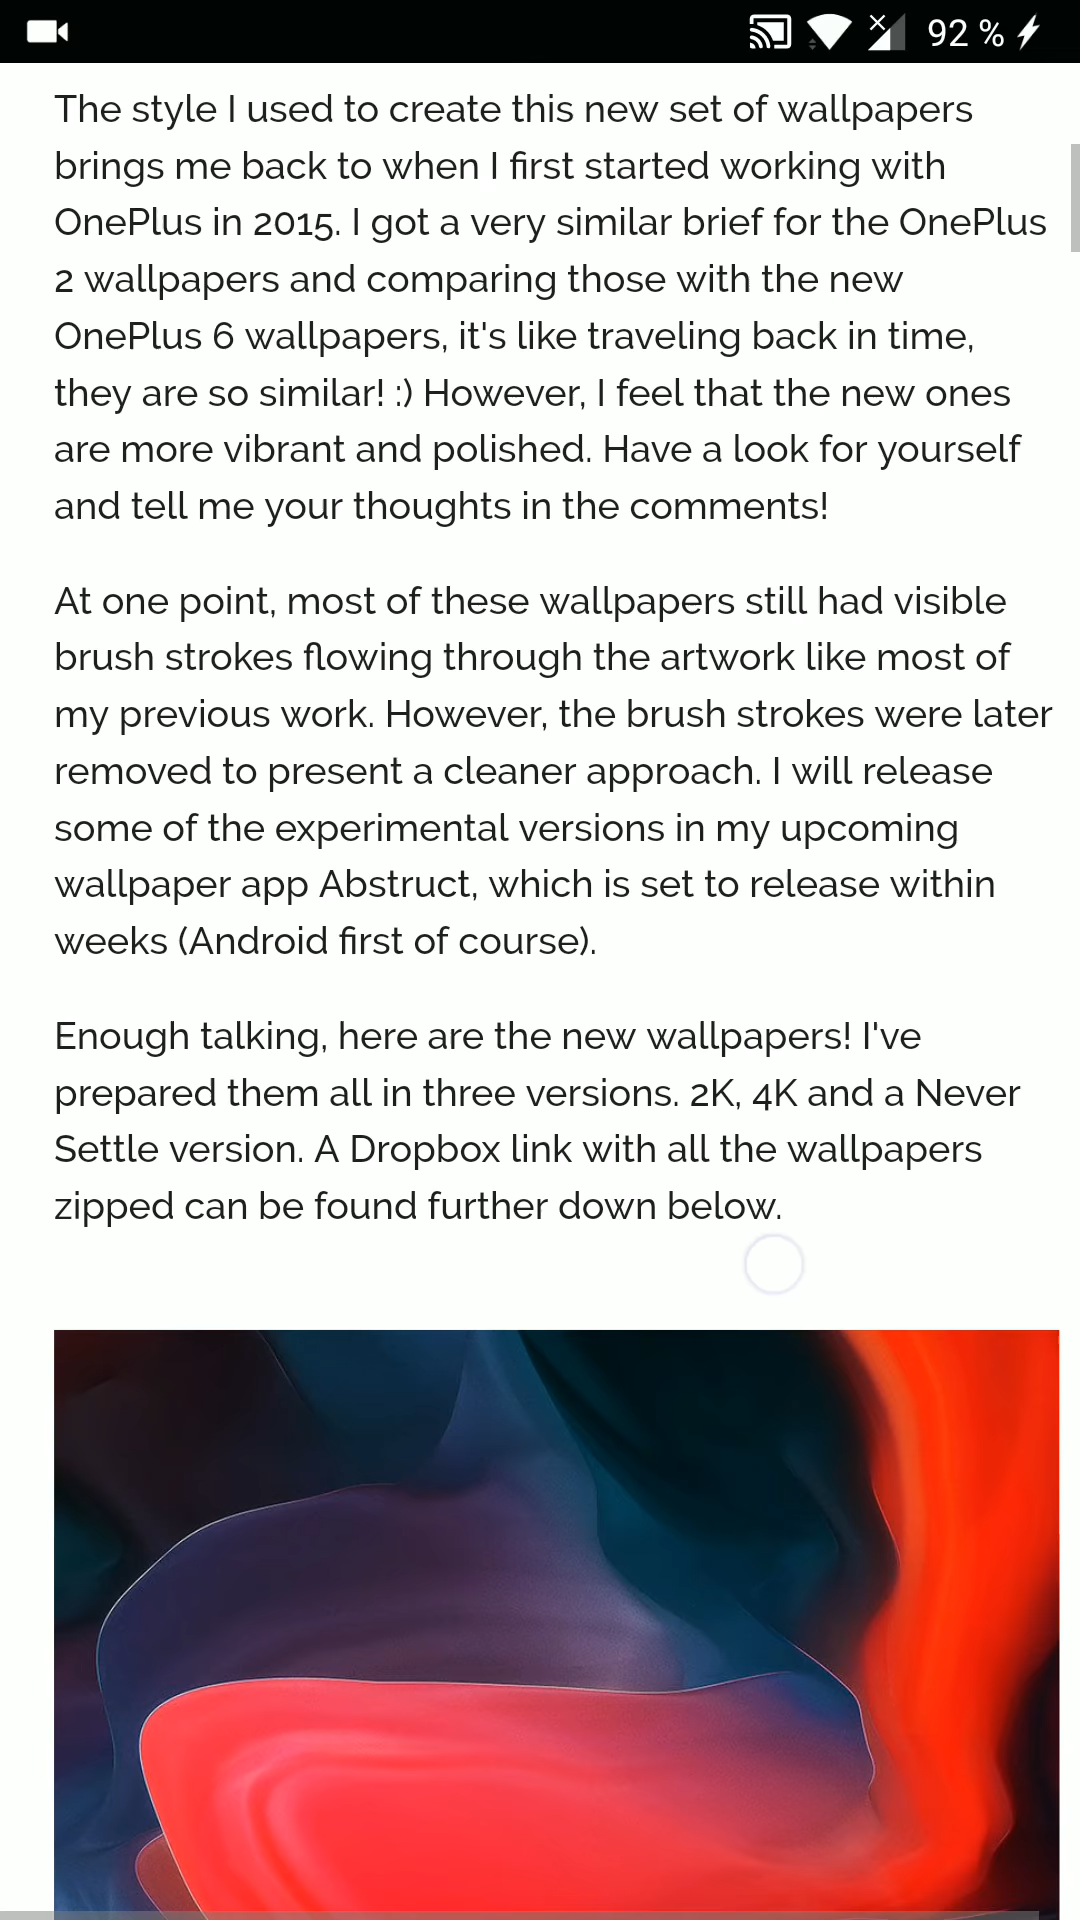 92 %
The style I used to create this new set of wallpapers
brings me back to when I first started working with
OnePlus in 2015. I got a very similar brief for the OnePlus
2 wallpapers and comparing those with the new
OnePlus 6 wallpapers, it's like traveling back in time,
they are so similar! :) However, I feel that the new ones
are more vibrant and polished. Have a look for yourself
and tell me your thoughts in the comments!
At one point, most of these wallpapers still had visible
brush strokes flowing through the artwork like most of
my previous work. However, the brush strokes were later
removed to present a cleaner approach. I will release
some of the experimental versions in my upcoming
wallpaper app Abstruct, which is set to release within
weeks (Android first of course).
Enough talking, here are the new wallpapers! I've
prepared them all in three versions. 2K, 4K and a Never
Settle version. A Dropbox link with all the wallpapers
zipped can be found further down below.